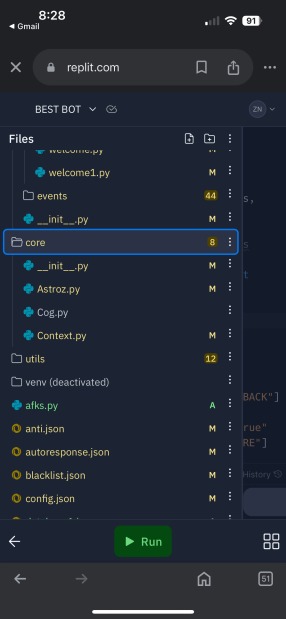 8:28
91
Gmail
replit.com
BEST BOT
ZN
Files
welcome.py
welcome1.py M
events 44
__init__.py M
core 8
__init__.py M
Astroz.py M
Cog.py
Context.py M
utils 12
venv (deactivated)
afks.py A
BACK"]
anti.json M
rue"
autoresponse.json M
RE"]
blacklist.json M
History
config.json M
Run
51